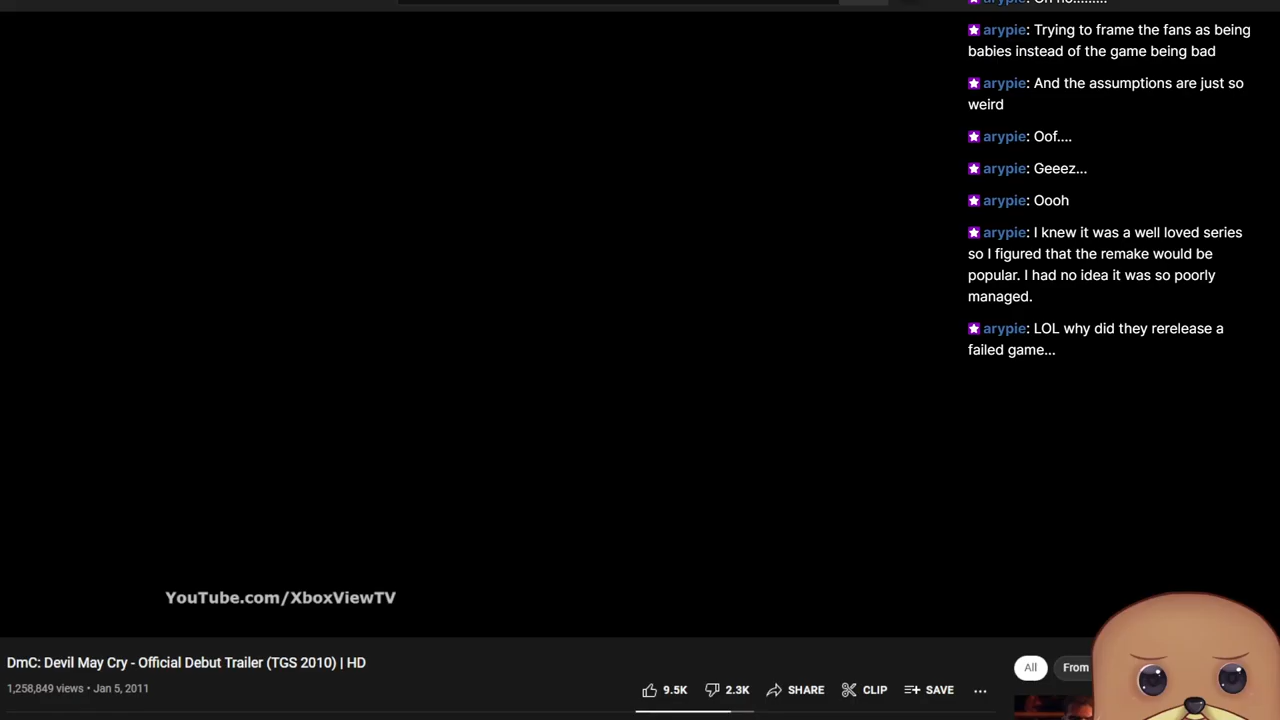 arypie: Oh no.........
arypie: Trying to frame the fans as being
babies instead of the game being bad
arypie: And the assumptions are just so
weird
arypie: Oof....
arypie: Geeez...
arypie: Oooh
arypie: I knew it was a well loved series
so I figured that the remake would be
popular. I had no idea it was so poorly
managed.
arypie: LOL why did they rerelease a
failed game...
YouTube.com/XboxViewTV
DmC: Devil May Cry - Official Debut Trailer (TGS 2010) | HD
1,258,849 views • Jan 5, 2011
9.5K 2.3K SHARE CLIP SAVE ...
All From